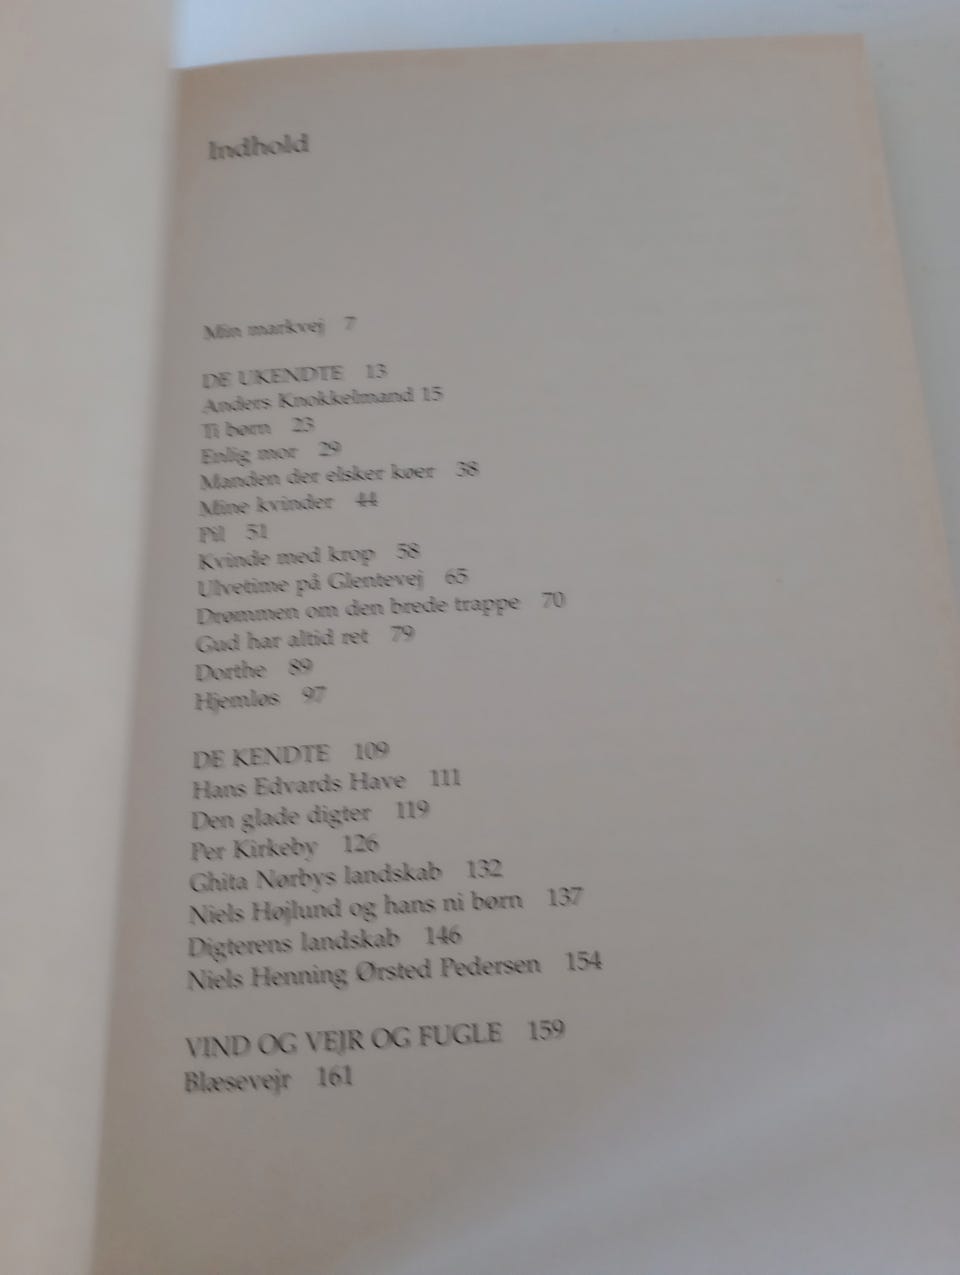 Indhold
Min markvej 7
DE UKENDTE 13
Anders Knokkelmand 15
Ti børn 23
Enlig mor 29
Manden der elsker køer 38
Mine kvinder 44
Pil 51
Kvinde med krop 58
Ulvetime på Glentevej 65
Drømmen om den brede trappe 70
Gud har altid ret 79
Dorthe 89
Hjemløs 97
DE KENDTE 109
Hans Edvards Have 111
Den glade digter 119
Per Kirkeby 126
Ghita Nørbys landskab 132
Niels Højlund og hans ni børn 137
Digterens landskab 146
Niels Henning Ørsted Pedersen 154
VIND OG VEJR OG FUGLE 159
Blæsevejr 161